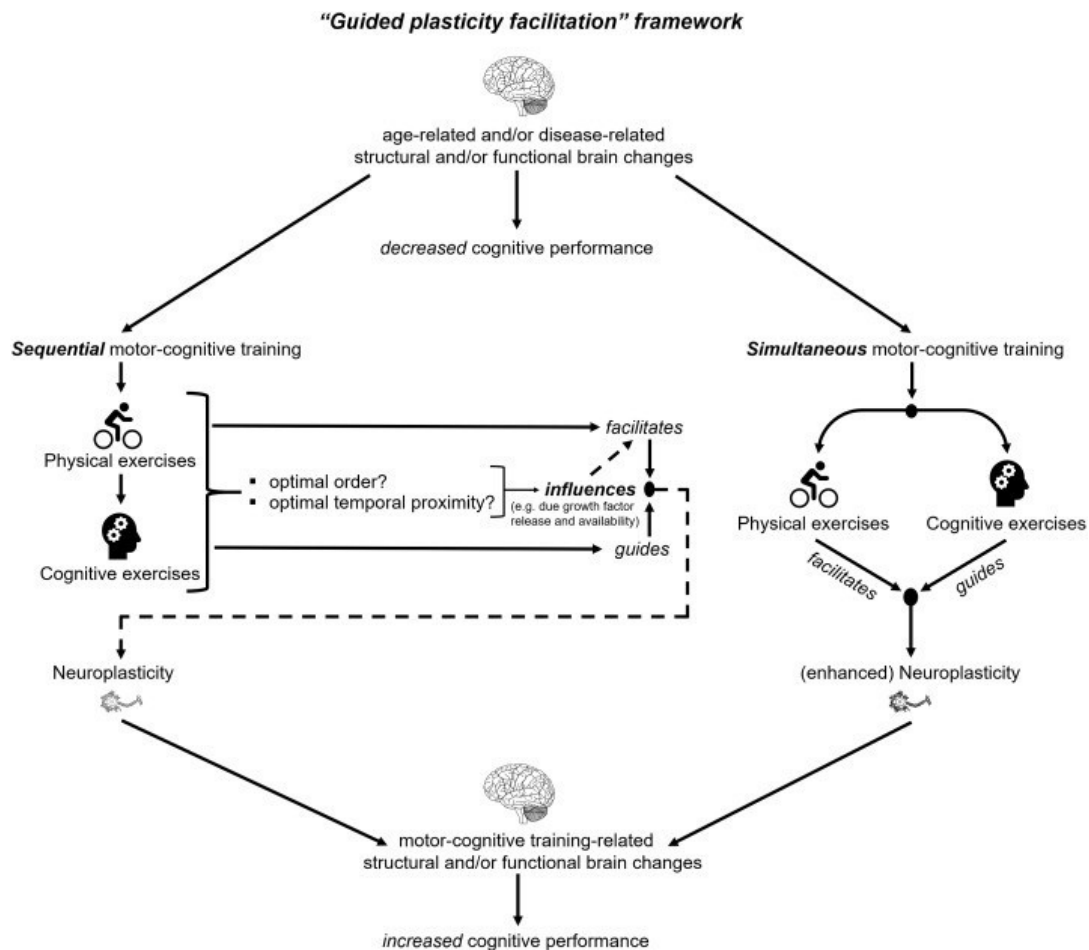 “Guided plasticity facilitation” framework
age-related and/or disease-related
structural and/or functional brain changes
decreased cognitive performance
Sequential motor-cognitive training
Simultaneous motor-cognitive training
Physical exercises
Cognitive exercises
▪ optimal order?
▪ optimal temporal proximity?
facilitates
influences
(e.g. due growth factor
release and availability)
guides
Physical exercises
Cognitive exercises
facilitates
guides
Neuroplasticity
(enhanced) Neuroplasticity
motor-cognitive training-related
structural and/or functional brain changes
increased cognitive performance